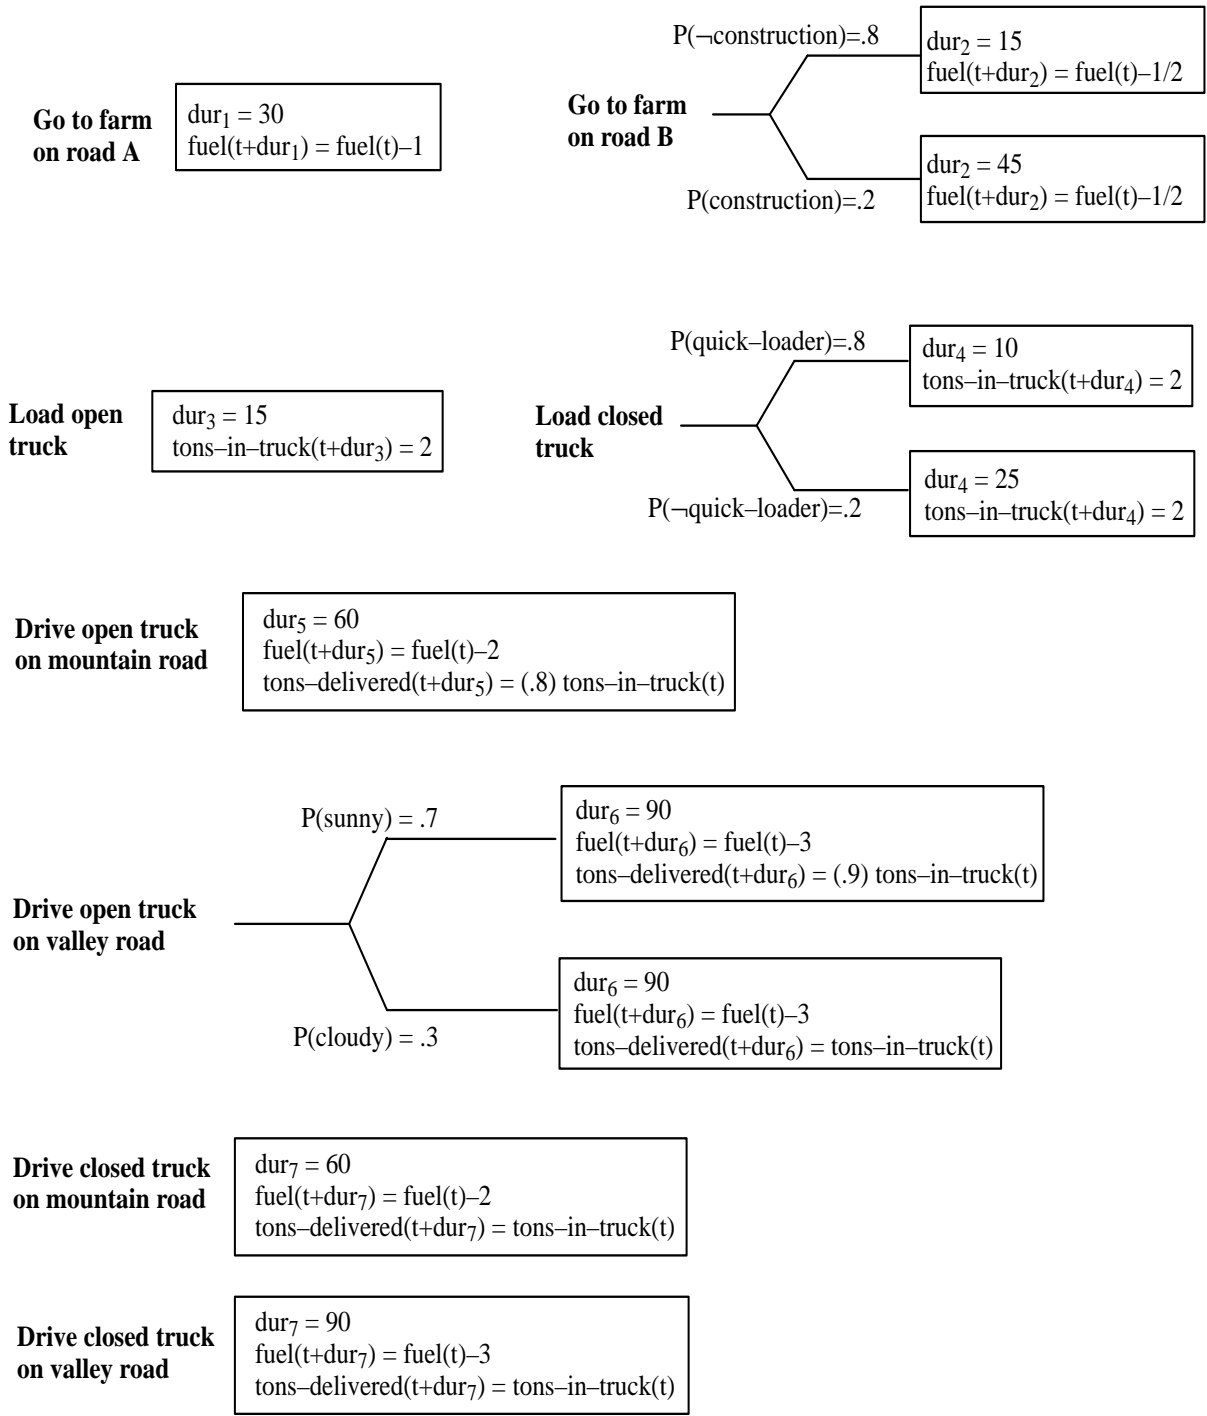 Go to farm
on road A
dur1 = 30
fuel(t+dur1) = fuel(t)–1
Go to farm
on road B
P(¬construction)=.8
dur2 = 15
fuel(t+dur2) = fuel(t)–1/2
P(construction)=.2
dur2 = 45
fuel(t+dur2) = fuel(t)–1/2
Load open
truck
dur3 = 15
tons–in–truck(t+dur3) = 2
Load closed
truck
P(quick–loader)=.8
dur4 = 10
tons–in–truck(t+dur4) = 2
P(¬quick–loader)=.2
dur4 = 25
tons–in–truck(t+dur4) = 2
Drive open truck
on mountain road
dur5 = 60
fuel(t+dur5) = fuel(t)–2
tons–delivered(t+dur5) = (.8) tons–in–truck(t)
Drive open truck
on valley road
P(sunny) = .7
dur6 = 90
fuel(t+dur6) = fuel(t)–3
tons–delivered(t+dur6) = (.9) tons–in–truck(t)
P(cloudy) = .3
dur6 = 90
fuel(t+dur6) = fuel(t)–3
tons–delivered(t+dur6) = tons–in–truck(t)
Drive closed truck
on mountain road
dur7 = 60
fuel(t+dur7) = fuel(t)–2
tons–delivered(t+dur7) = tons–in–truck(t)
Drive closed truck
on valley road
dur7 = 90
fuel(t+dur7) = fuel(t)–3
tons–delivered(t+dur7) = tons–in–truck(t)